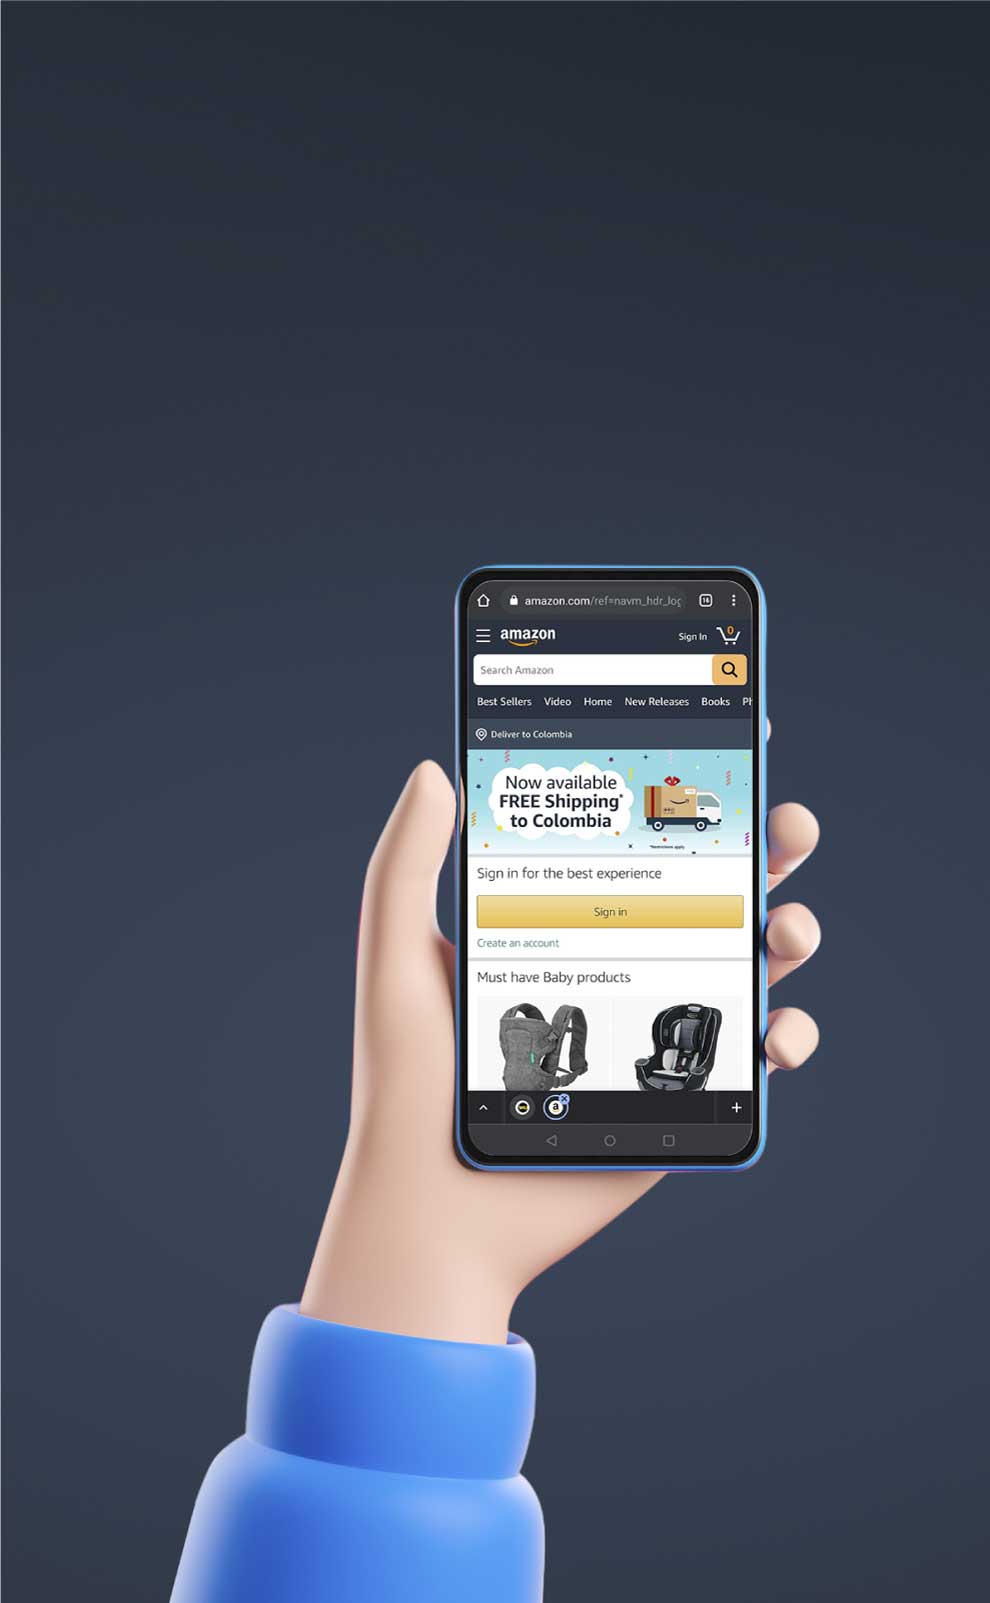 amazon.com/ref=navm_hdr_log
16
amazon
Sign In
0
Search Amazon
Best Sellers Video Home New Releases Books Ph
Deliver to Colombia
Now available
FREE Shipping*
to Colombia
*Restrictions apply
Sign in for the best experience
Sign in
Create an account
Must have Baby products
a